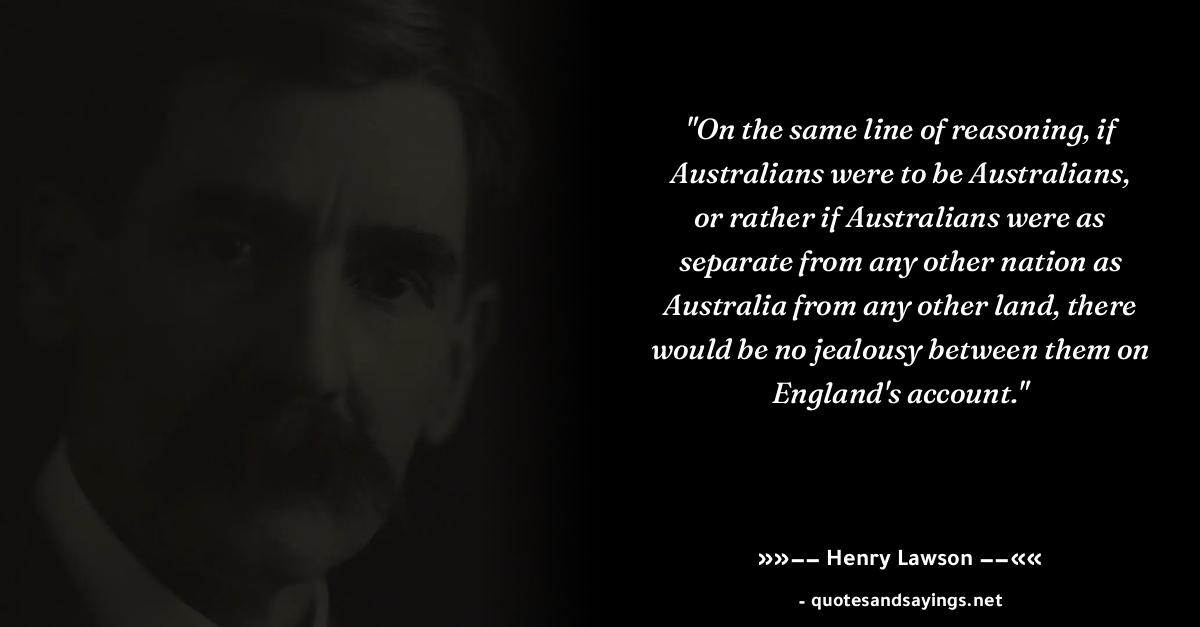 "On the same line of reasoning, if
Australians were to be Australians,
or rather if Australians were as
separate from any other nation as
Australia from any other land, there
would be no jealousy between them on
England's account."
»»–– Henry Lawson ––««
- quotesandsayings.net